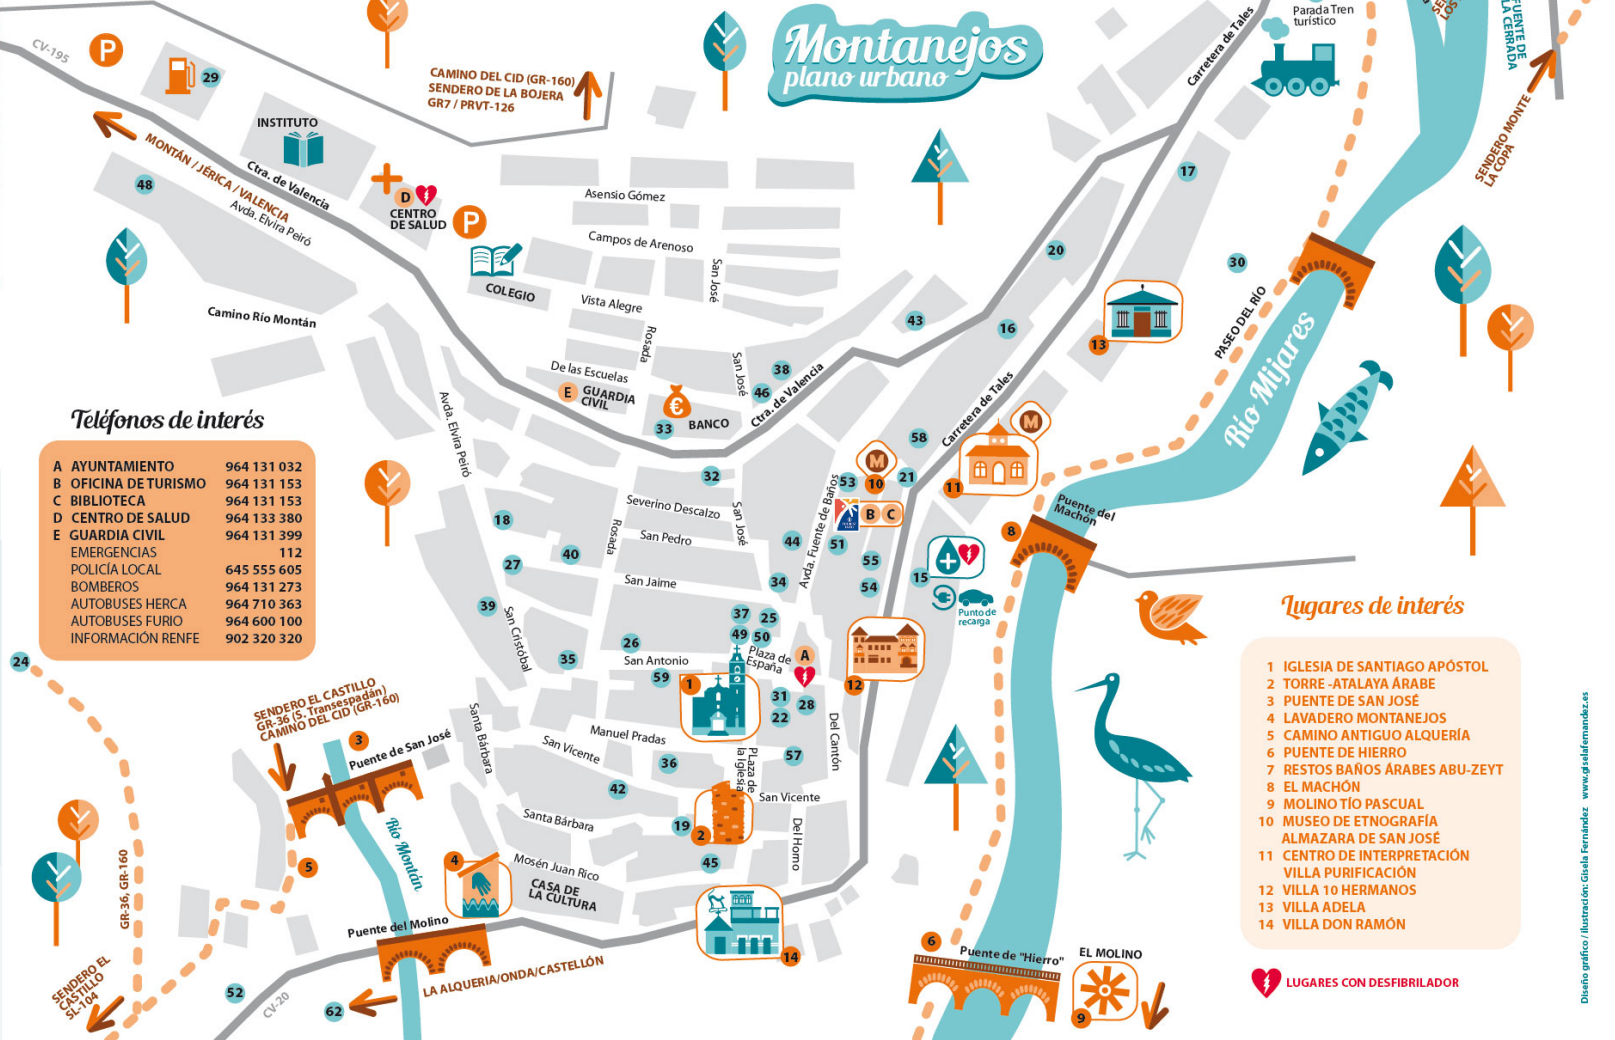 Montanejos
plano urbano
CV-195
P
29
INSTITUTO
CAMINO DEL CID (GR-160)
SENDERO DE LA BOJERA
GR7 / PRVT-126
MONTÁN / JÉRICA / VALENCIA
Ctra. de Valencia
Avda. Elvira Peiró
48
D
CENTRO
DE SALUD
P
COLEGIO
Camino Río Montán
Asensio Gómez
Campos de Arenoso
San José
Vista Alegre
Rosada
De las Escuelas
E
GUARDIA
CIVIL
BANCO
33
San José
38
46
Ctra. de Valencia
43
20
16
17
30
13
Carretera de Tales
Parada Tren
turístico
FUENTE DE
LA CERRADA
SENDERO MONTE
LA COPA
PASEO DEL RÍO
Río Mijares
Carretera de Tales
58
M
10
M
11
21
53
B
C
51
55
54
15
Punto de
recarga
Puente del
Machón
8
Avda. Elvira Peiró
32
Severino Descalzo
San José
San Pedro
Rosada
San Jaime
18
27
40
39
San Cristóbal
35
26
San Antonio
59
44
34
Avda. Fuente de Baños
37
25
49
50
Plaza de
España
A
1
31
28
22
12
Del Cantón
57
Manuel Pradas
San Vicente
36
42
Plaza de
la Iglesia
San Vicente
Santa Bárbara
Santa Bárbara
19
2
45
Del Horno
Mosén Juan Rico
CASA DE
LA CULTURA
14
Teléfonos de interés
A AYUNTAMIENTO 964 131 032
B OFICINA DE TURISMO 964 131 153
C BIBLIOTECA 964 131 153
D CENTRO DE SALUD 964 133 380
E GUARDIA CIVIL 964 131 399
EMERGENCIAS 112
POLICÍA LOCAL 645 555 605
BOMBEROS 964 131 273
AUTOBUSES HERCA 964 710 363
AUTOBUSES FURIO 964 600 100
INFORMACIÓN RENFE 902 320 320
24
SENDERO EL CASTILLO
GR-36 (S. Transespadán)
CAMINO DEL CID (GR-160)
3
Puente de San José
Río Montán
5
4
Puente del Molino
GR-36, GR-160
SENDERO EL
CASTILLO
SL-104
52
CV-20
62
LA ALQUERIA/ONDA/CASTELLÓN
6
Puente de "Hierro"
EL MOLINO
9
Lugares de interés
1 IGLESIA DE SANTIAGO APÓSTOL
2 TORRE -ATALAYA ÁRABE
3 PUENTE DE SAN JOSÉ
4 LAVADERO MONTANEJOS
5 CAMINO ANTIGUO ALQUERÍA
6 PUENTE DE HIERRO
7 RESTOS BAÑOS ÁRABES ABU-ZEYT
8 EL MACHÓN
9 MOLINO TÍO PASCUAL
10 MUSEO DE ETNOGRAFÍA
ALMAZARA DE SAN JOSÉ
11 CENTRO DE INTERPRETACIÓN
VILLA PURIFICACIÓN
12 VILLA 10 HERMANOS
13 VILLA ADELA
14 VILLA DON RAMÓN
LUGARES CON DESFIBRILADOR
Diseño gráfico / ilustración: Gisela Fernández www.giselafernandez.es